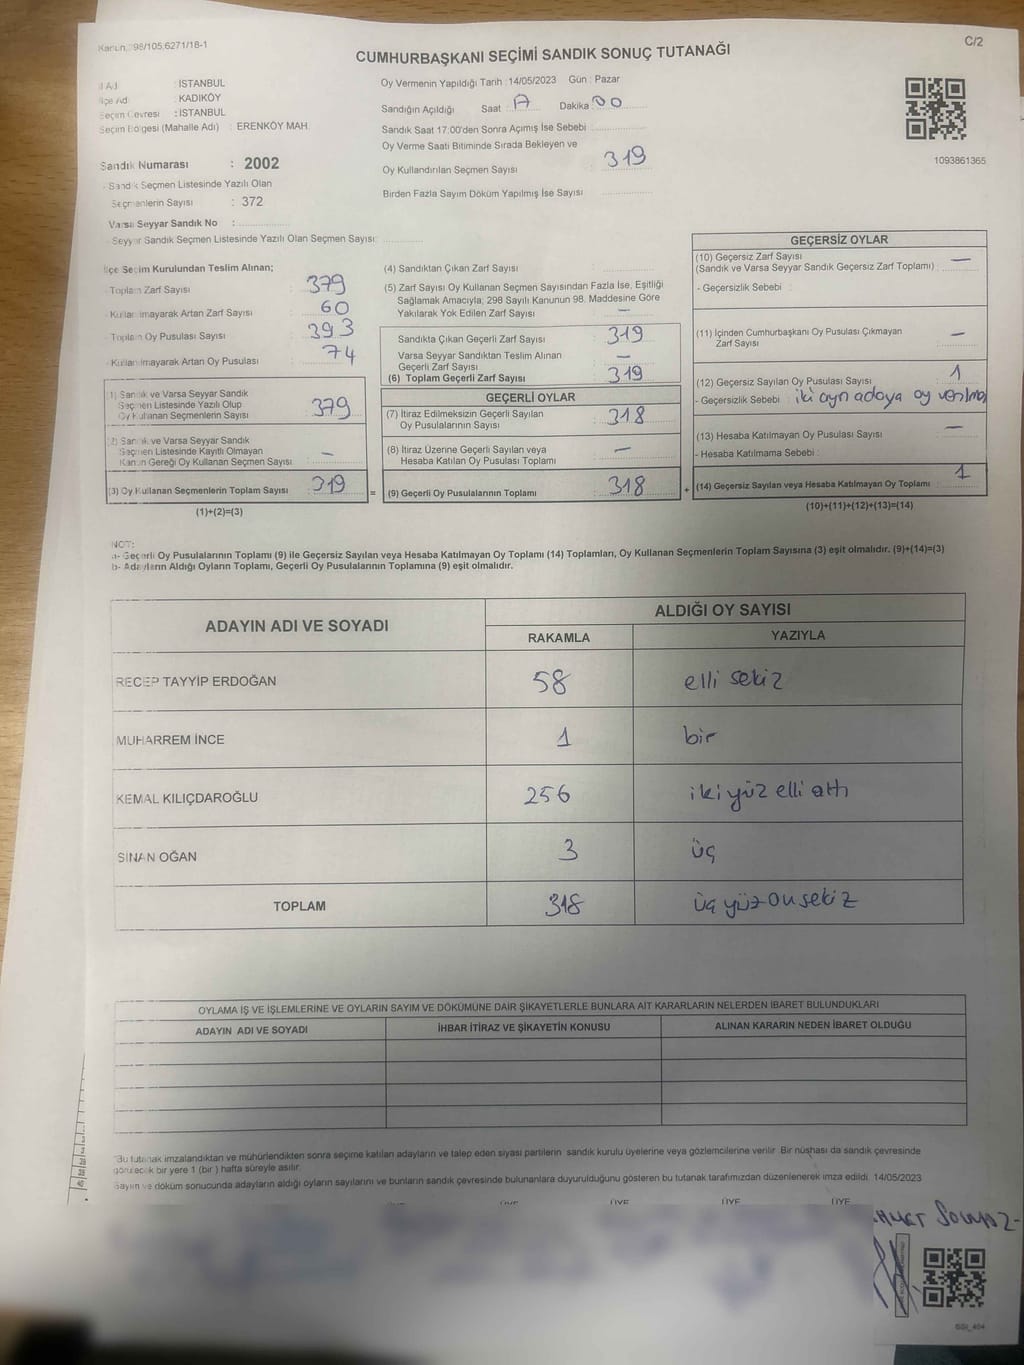 Kanun. 98/105.6271/18-1
C/2
CUMHURBAŞKANI SEÇİMİ SANDIK SONUÇ TUTANAĞI
İl Adı : İSTANBUL
İlçe Adı : KADIKÖY
Seçim Çevresi : İSTANBUL
Seçim Bölgesi (Mahalle Adı) : ERENKÖY MAH.
Sandık Numarası : 2002
- Sandık Seçmen Listesinde Yazılı Olan
Seçmenlerin Sayısı : 372
Varsa Seyyar Sandık No :
- Seyyar Sandık Seçmen Listesinde Yazılı Olan Seçmen Sayısı:
Oy Vermenin Yapıldığı Tarih : 14/05/2023 Gün : Pazar
Sandığın Açıldığı Saat : 17 Dakika : 00
Sandık Saat 17:00'den Sonra Açımış İse Sebebi
Oy Verme Saati Bitiminde Sırada Bekleyen ve
Oy Kullandırılan Seçmen Sayısı 319
Birden Fazla Sayım Döküm Yapılmış İse Sayısı
1093861365
İlçe Seçim Kurulundan Teslim Alınan;
- Toplam Zarf Sayısı 379
- Kullanılmayarak Artan Zarf Sayısı 60
- Toplam Oy Pusulası Sayısı 393
- Kullanılmayarak Artan Oy Pusulası 74
1) Sandık ve Varsa Seyyar Sandık
Seçmen Listesinde Yazılı Olup
Oy Kullanan Seçmenlerin Sayısı 379
(2) Sandık ve Varsa Seyyar Sandık
Seçmen Listesinde Kayıtlı Olmayan
Kanun Gereği Oy Kullanan Seçmen Sayısı –
(3) Oy Kullanan Seçmenlerin Toplam Sayısı 319 =
(1)+(2)=(3)
(4) Sandıktan Çıkan Zarf Sayısı
(5) Zarf Sayısı Oy Kullanan Seçmen Sayısından Fazla İse, Eşitliği
Sağlamak Amacıyla; 298 Sayılı Kanunun 98. Maddesine Göre
Yakılarak Yok Edilen Zarf Sayısı –
Sandıkta Çıkan Geçerli Zarf Sayısı 319
Varsa Seyyar Sandıktan Teslim Alınan
Geçerli Zarf Sayısı –
(6) Toplam Geçerli Zarf Sayısı 319
GEÇERLİ OYLAR
(7) İtiraz Edilmeksizin Geçerli Sayılan
Oy Pusulalarının Sayısı 318
(8) İtiraz Üzerine Geçerli Sayılan veya
Hesaba Katılan Oy Pusulası Toplamı –
(9) Geçerli Oy Pusulalarının Toplamı 318 +
GEÇERSİZ OYLAR
(10) Geçersiz Zarf Sayısı
(Sandık ve Varsa Seyyar Sandık Geçersiz Zarf Toplamı) –
- Geçersizlik Sebebi :
(11) İçinden Cumhurbaşkanı Oy Pusulası Çıkmayan
Zarf Sayısı –
(12) Geçersiz Sayılan Oy Pusulası Sayısı 1
- Geçersizlik Sebebi : iki ayrı adaya oy verilmiş
(13) Hesaba Katılmayan Oy Pusulası Sayısı –
- Hesaba Katılmama Sebebi :
(14) Geçersiz Sayılan veya Hesaba Katılmayan Oy Toplamı 1
(10)+(11)+(12)+(13)=(14)
NOT:
a- Geçerli Oy Pusulalarının Toplamı (9) ile Geçersiz Sayılan veya Hesaba Katılmayan Oy Toplamı (14) Toplamları, Oy Kullanan Seçmenlerin Toplam Sayısına (3) eşit olmalıdır. (9)+(14)=(3)
b- Adayların Aldığı Oyların Toplamı, Geçerli Oy Pusulalarının Toplamına (9) eşit olmalıdır.
ADAYIN ADI VE SOYADI
ALDIĞI OY SAYISI
RAKAMLA YAZIYLA
RECEP TAYYİP ERDOĞAN 58 elli sekiz
MUHARREM İNCE 1 bir
KEMAL KILIÇDAROĞLU 256 iki yüz elli altı
SİNAN OĞAN 3 üç
TOPLAM 318 üç yüz on sekiz
OYLAMA İŞ VE İŞLEMLERİNE VE OYLARIN SAYIM VE DÖKÜMÜNE DAİR ŞİKAYETLERLE BUNLARA AİT KARARLARIN NELERDEN İBARET BULUNDUKLARI
ADAYIN ADI VE SOYADI İHBAR İTİRAZ VE ŞİKAYETİN KONUSU ALINAN KARARIN NEDEN İBARET OLDUĞU
Bu tutanak imzalandıktan ve mühürlendikten sonra seçime katılan adayların ve talep eden siyasi partilerin sandık kurulu üyelerine veya gözlemcilerine verilir. Bir nüshası da sandık çevresinde
görülecek bir yere 1 (bir) hafta süreyle asılır.
Sayım ve döküm sonucunda adayların aldığı oyların sayılarını ve bunların sandık çevresinde bulunanlara duyurulduğunu gösteren bu tutanak tarafımızdan düzenlenerek imza edildi. 14/05/2023
ÜYE ÜYE ÜYE ÜYE